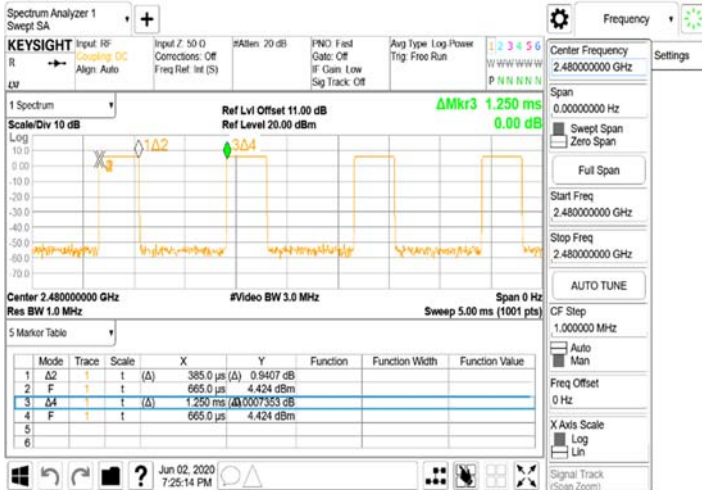 Spectrum Analyzer 1
Swept SA
+
Frequency
KEYSIGHT
R
LXI
Input: RF
Coupling: DC
Align: Auto
Input Z: 50 Ω
Corrections: Off
Freq Ref: Int (S)
#Atten: 20 dB
PNO: Fast
Gate: Off
IF Gain: Low
Sig Track: Off
Avg Type: Log-Power
Trig: Free Run
1 2 3 4 5 6
W W W W W W
P N N N N N
1 Spectrum
Scale/Div 10 dB
Ref Lvl Offset 11.00 dB
Ref Level 20.00 dBm
ΔMkr3 1.250 ms
0.00 dB
Log
10.0
0.00
-10.0
-20.0
-30.0
-40.0
-50.0
-60.0
-70.0
1Δ2
3Δ4
Center 2.480000000 GHz
Res BW 1.0 MHz
#Video BW 3.0 MHz
Span 0 Hz
Sweep 5.00 ms (1001 pts)
5 Marker Table
Mode Trace Scale X Y Function Function Width Function Value
1 Δ2 1 t (Δ) 385.0 μs (Δ) 0.9407 dB
2 F 1 t 665.0 μs 4.424 dBm
3 Δ4 1 t (Δ) 1.250 ms (Δ) 0.0007353 dB
4 F 1 t 665.0 μs 4.424 dBm
5
6
?
Jun 02, 2020
7:25:14 PM
Center Frequency
2.480000000 GHz
Settings
Span
0.00000000 Hz
Swept Span
Zero Span
Full Span
Start Freq
2.480000000 GHz
Stop Freq
2.480000000 GHz
AUTO TUNE
CF Step
1.000000 MHz
Auto
Man
Freq Offset
0 Hz
X Axis Scale
Log
Lin
Signal Track
(Span Zoom)